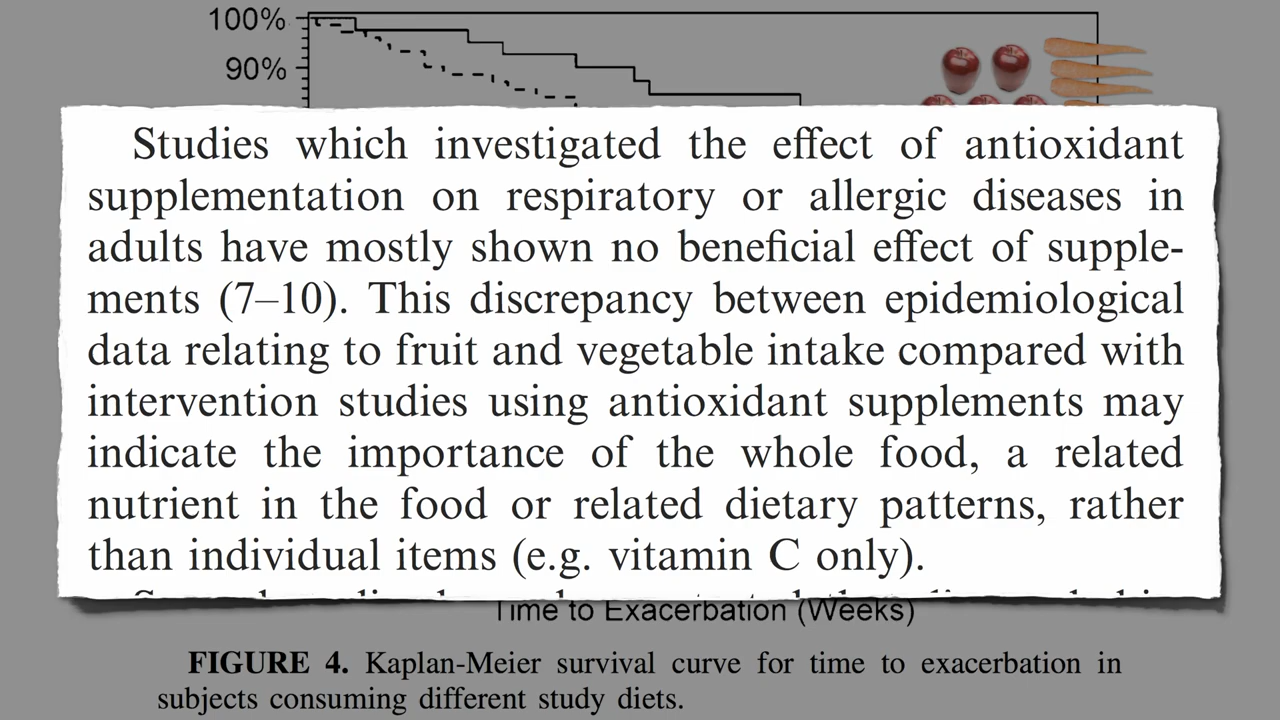 100%
90%
Studies which investigated the effect of antioxidant
supplementation on respiratory or allergic diseases in
adults have mostly shown no beneficial effect of supple-
ments (7–10). This discrepancy between epidemiological
data relating to fruit and vegetable intake compared with
intervention studies using antioxidant supplements may
indicate the importance of the whole food, a related
nutrient in the food or related dietary patterns, rather
than individual items (e.g. vitamin C only).
Time to Exacerbation (Weeks)
FIGURE 4. Kaplan-Meier survival curve for time to exacerbation in
subjects consuming different study diets.